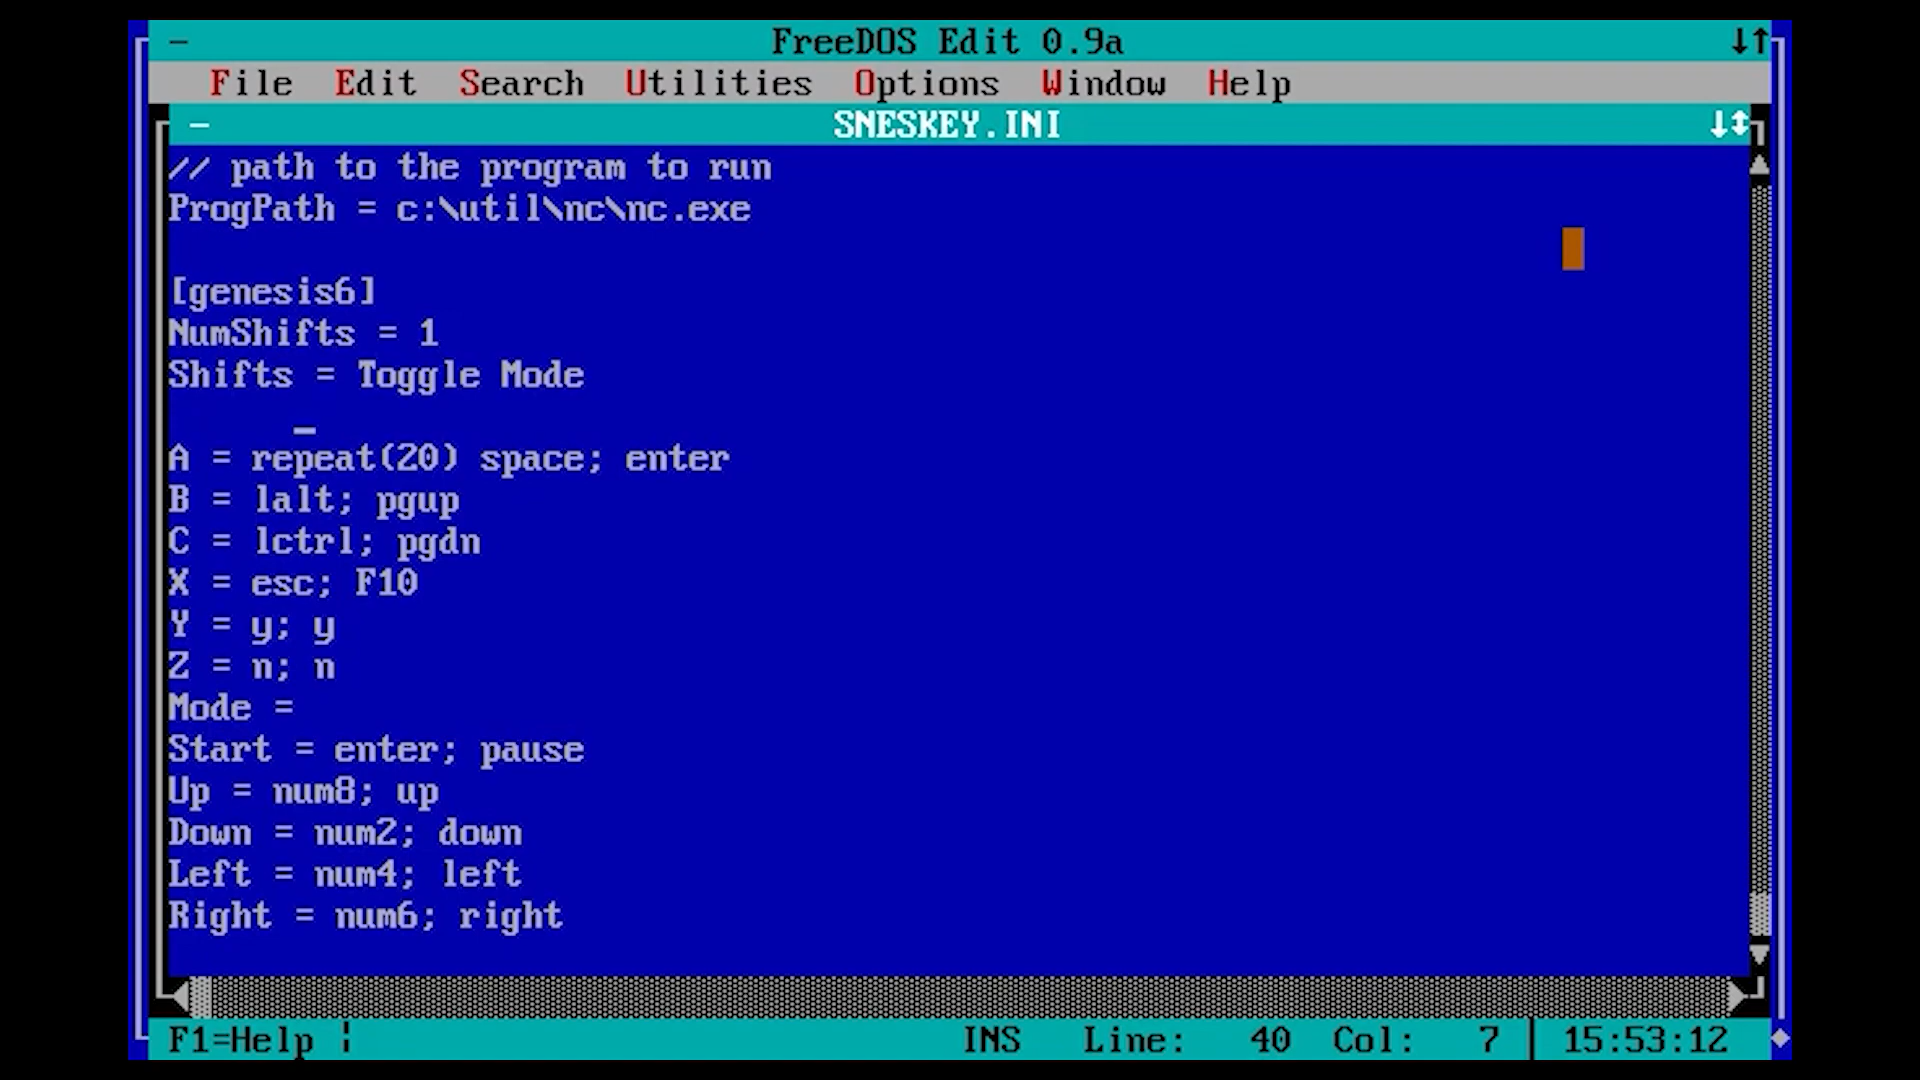 FreeDOS Edit 0.9a
File Edit Search Utilities Options Window Help
SNESKEY.INI
// path to the program to run
ProgPath = c:\util\nc\nc.exe
[genesis6]
NumShifts = 1
Shifts = Toggle Mode
A = repeat(20) space; enter
B = lalt; pgup
C = lctrl; pgdn
X = esc; F10
Y = y; y
Z = n; n
Mode =
Start = enter; pause
Up = num8; up
Down = num2; down
Left = num4; left
Right = num6; right
F1=Help INS Line: 40 Col: 7 15:53:12